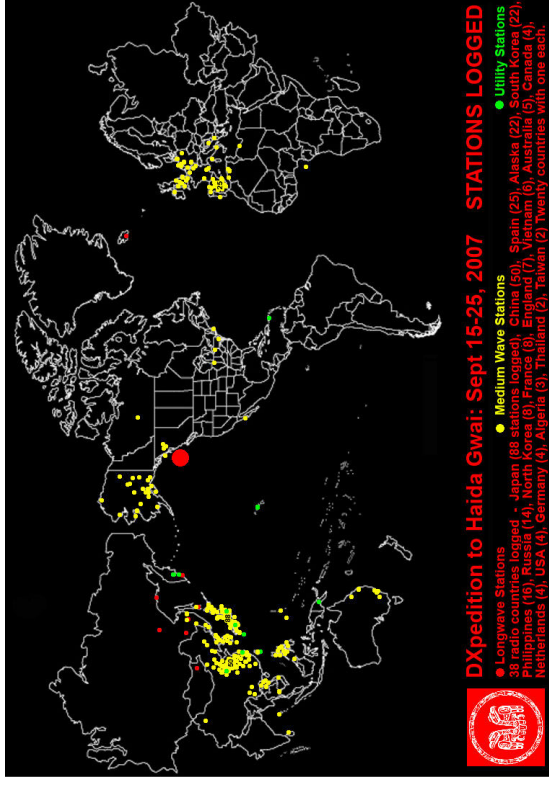 DXpedition to Haida Gwai: Sept 15-25, 2007 STATIONS LOGGED
Longwave Stations Medium Wave Stations Utility Stations
38 radio countries logged - Japan (88 stations logged), China (50), Spain (25), Alaska (22), South Korea (22),
Philippines (16), Russia (14), North Korea (8), France (8), England (7), Vietnam (6), Australia (5), Canada (4),
Netherlands (4), USA (4), Germany (4), Algeria (3), Thailand (2), Taiwan (2) Twenty countries with one each.